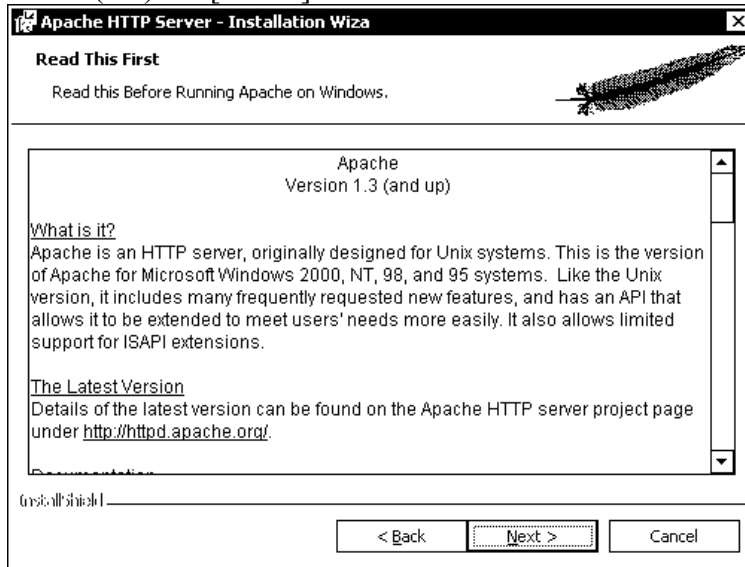 Apache HTTP Server - Installation Wiza
Read This First
Read this Before Running Apache on Windows.
Apache
Version 1.3 (and up)
What is it?
Apache is an HTTP server, originally designed for Unix systems. This is the version
of Apache for Microsoft Windows 2000, NT, 98, and 95 systems. Like the Unix
version, it includes many frequently requested new features, and has an API that
allows it to be extended to meet users' needs more easily. It also allows limited
support for ISAPI extensions.
The Latest Version
Details of the latest version can be found on the Apache HTTP server project page
under http://httpd.apache.org/.
Documentation
InstallShield
< Back
Next >
Cancel